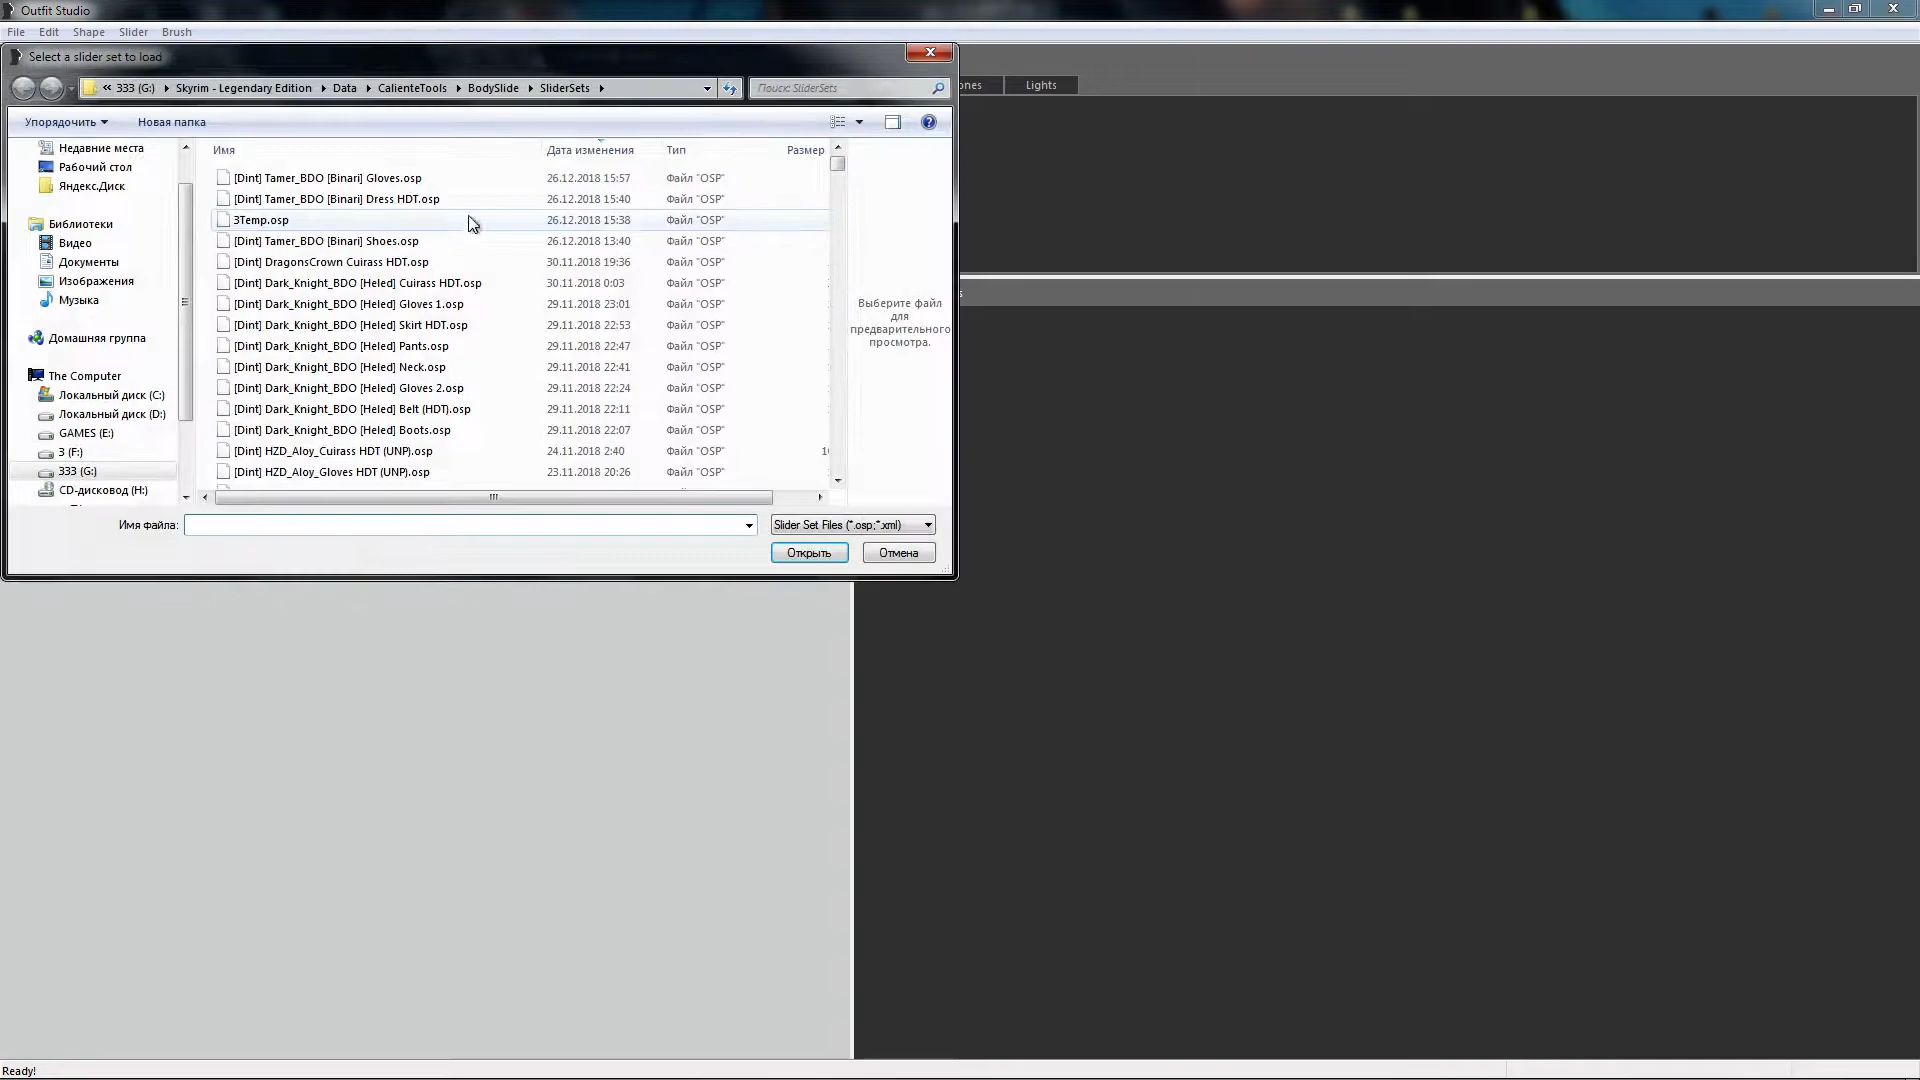 Outfit Studio
File Edit Shape Slider Brush
Select a slider set to load
« 333 (G:) Skyrim - Legendary Edition Data CalienteTools BodySlide SliderSets
Поиск: SliderSets
Lights
Упорядочить Новая папка
Недавние места
Рабочий стол
Яндекс.Диск
Библиотеки
Видео
Документы
Изображения
Музыка
Домашняя группа
The Computer
Локальный диск (C:)
Локальный диск (D:)
GAMES (E:)
3 (F:)
333 (G:)
CD-дисковод (H:)
Имя Дата изменения Тип Размер
[Dint] Tamer_BDO [Binari] Gloves.osp 26.12.2018 15:57 Файл "OSP"
[Dint] Tamer_BDO [Binari] Dress HDT.osp 26.12.2018 15:40 Файл "OSP"
3Temp.osp 26.12.2018 15:38 Файл "OSP"
[Dint] Tamer_BDO [Binari] Shoes.osp 26.12.2018 13:40 Файл "OSP"
[Dint] DragonsCrown Cuirass HDT.osp 30.11.2018 19:36 Файл "OSP"
[Dint] Dark_Knight_BDO [Heled] Cuirass HDT.osp 30.11.2018 0:03 Файл "OSP"
[Dint] Dark_Knight_BDO [Heled] Gloves 1.osp 29.11.2018 23:01 Файл "OSP"
[Dint] Dark_Knight_BDO [Heled] Skirt HDT.osp 29.11.2018 22:53 Файл "OSP"
[Dint] Dark_Knight_BDO [Heled] Pants.osp 29.11.2018 22:47 Файл "OSP"
[Dint] Dark_Knight_BDO [Heled] Neck.osp 29.11.2018 22:41 Файл "OSP"
[Dint] Dark_Knight_BDO [Heled] Gloves 2.osp 29.11.2018 22:24 Файл "OSP"
[Dint] Dark_Knight_BDO [Heled] Belt (HDT).osp 29.11.2018 22:11 Файл "OSP"
[Dint] Dark_Knight_BDO [Heled] Boots.osp 29.11.2018 22:07 Файл "OSP"
[Dint] HZD_Aloy_Cuirass HDT (UNP).osp 24.11.2018 2:40 Файл "OSP"
[Dint] HZD_Aloy_Gloves HDT (UNP).osp 23.11.2018 20:26 Файл "OSP"
Выберите файл
для
предварительного
просмотра.
Имя файла: Slider Set Files (*.osp;*.xml)
Открыть Отмена
Ready!